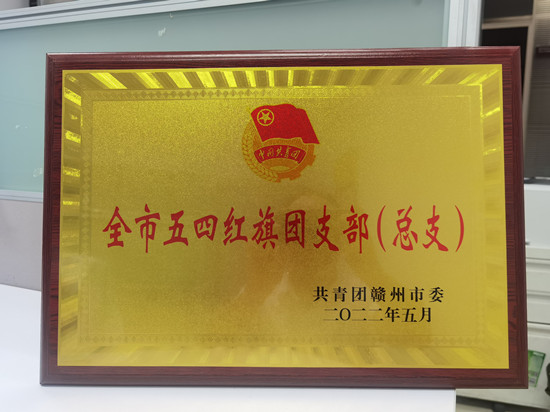 中国共青团
全市五四红旗团支部（总支）
共青团赣州市委
二〇二二年五月